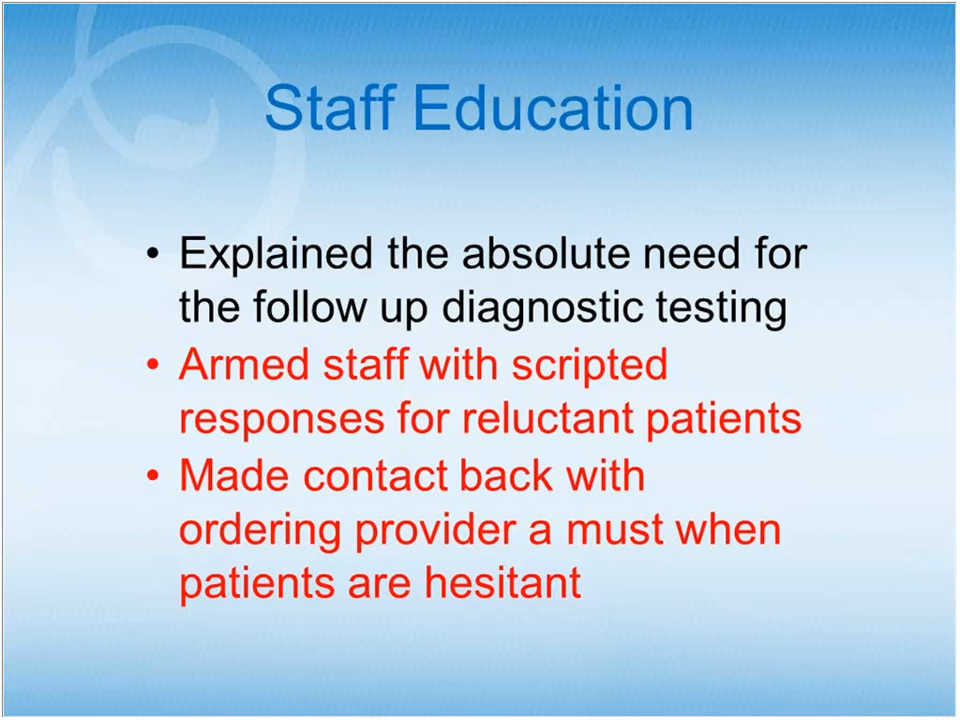 Staff Education
• Explained the absolute need for
the follow up diagnostic testing
• Armed staff with scripted
responses for reluctant patients
• Made contact back with
ordering provider a must when
patients are hesitant